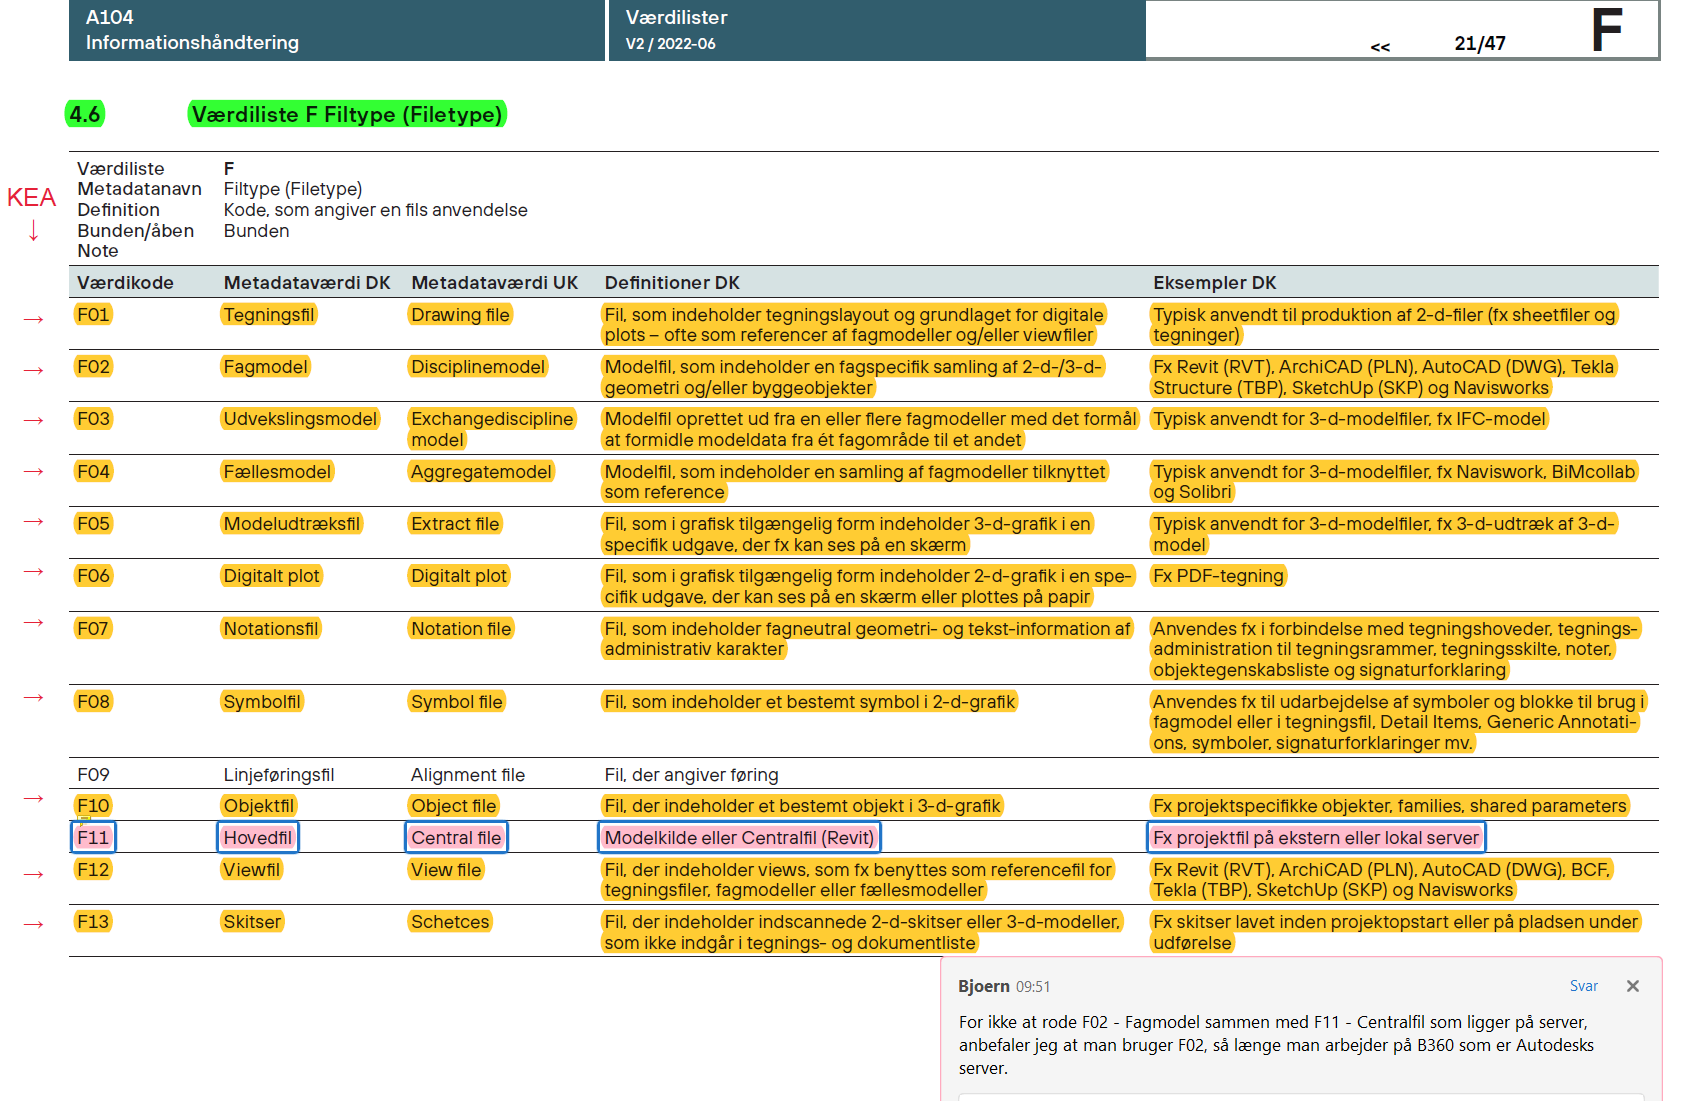 A104
Informationshåndtering
Værdilister
V2 / 2022-06
<<
21/47
F
4.6 Værdiliste F Filtype (Filetype)
KEA
↓
Værdiliste F
Metadatanavn Filtype (Filetype)
Definition Kode, som angiver en fils anvendelse
Bunden/åben Bunden
Note
Værdikode Metadataværdi DK Metadataværdi UK Definitioner DK Eksempler DK
→ F01 Tegningsfil Drawing file Fil, som indeholder tegningslayout og grundlaget for digitale Typisk anvendt til produktion af 2-d-filer (fx sheetfiler og
plots – ofte som referencer af fagmodeller og/eller viewfiler tegninger)
→ F02 Fagmodel Disciplinemodel Modelfil, som indeholder en fagspecifik samling af 2-d-/3-d- Fx Revit (RVT), ArchiCAD (PLN), AutoCAD (DWG), Tekla
geometri og/eller byggeobjekter Structure (TBP), SketchUp (SKP) og Navisworks
→ F03 Udvekslingsmodel Exchangediscipline Modelfil oprettet ud fra en eller flere fagmodeller med det formål Typisk anvendt for 3-d-modelfiler, fx IFC-model
model at formidle modeldata fra ét fagområde til et andet
→ F04 Fællesmodel Aggregatemodel Modelfil, som indeholder en samling af fagmodeller tilknyttet Typisk anvendt for 3-d-modelfiler, fx Naviswork, BiMcollab
som reference og Solibri
→ F05 Modeludtræksfil Extract file Fil, som i grafisk tilgængelig form indeholder 3-d-grafik i en Typisk anvendt for 3-d-modelfiler, fx 3-d-udtræk af 3-d-
specifik udgave, der fx kan ses på en skærm model
→ F06 Digitalt plot Digitalt plot Fil, som i grafisk tilgængelig form indeholder 2-d-grafik i en spe- Fx PDF-tegning
cifik udgave, der kan ses på en skærm eller plottes på papir
→ F07 Notationsfil Notation file Fil, som indeholder fagneutral geometri- og tekst-information af Anvendes fx i forbindelse med tegningshoveder, tegnings-
administrativ karakter administration til tegningsrammer, tegningsskilte, noter,
objektegenskabsliste og signaturforklaring
→ F08 Symbolfil Symbol file Fil, som indeholder et bestemt symbol i 2-d-grafik Anvendes fx til udarbejdelse af symboler og blokke til brug i
fagmodel eller i tegningsfil, Detail Items, Generic Annotati-
ons, symboler, signaturforklaringer mv.
F09 Linjeføringsfil Alignment file Fil, der angiver føring
→ F10 Objektfil Object file Fil, der indeholder et bestemt objekt i 3-d-grafik Fx projektspecifikke objekter, families, shared parameters
F11 Hovedfil Central file Modelkilde eller Centralfil (Revit) Fx projektfil på ekstern eller lokal server
→ F12 Viewfil View file Fil, der indeholder views, som fx benyttes som referencefil for Fx Revit (RVT), ArchiCAD (PLN), AutoCAD (DWG), BCF,
tegningsfiler, fagmodeller eller fællesmodeller Tekla (TBP), SketchUp (SKP) og Navisworks
→ F13 Skitser Schetces Fil, der indeholder indscannede 2-d-skitser eller 3-d-modeller, Fx skitser lavet inden projektopstart eller på pladsen under
som ikke indgår i tegnings- og dokumentliste udførelse
Bjoern 09:51 Svar ×
For ikke at rode F02 - Fagmodel sammen med F11 - Centralfil som ligger på server,
anbefaler jeg at man bruger F02, så længe man arbejder på B360 som er Autodesks
server.